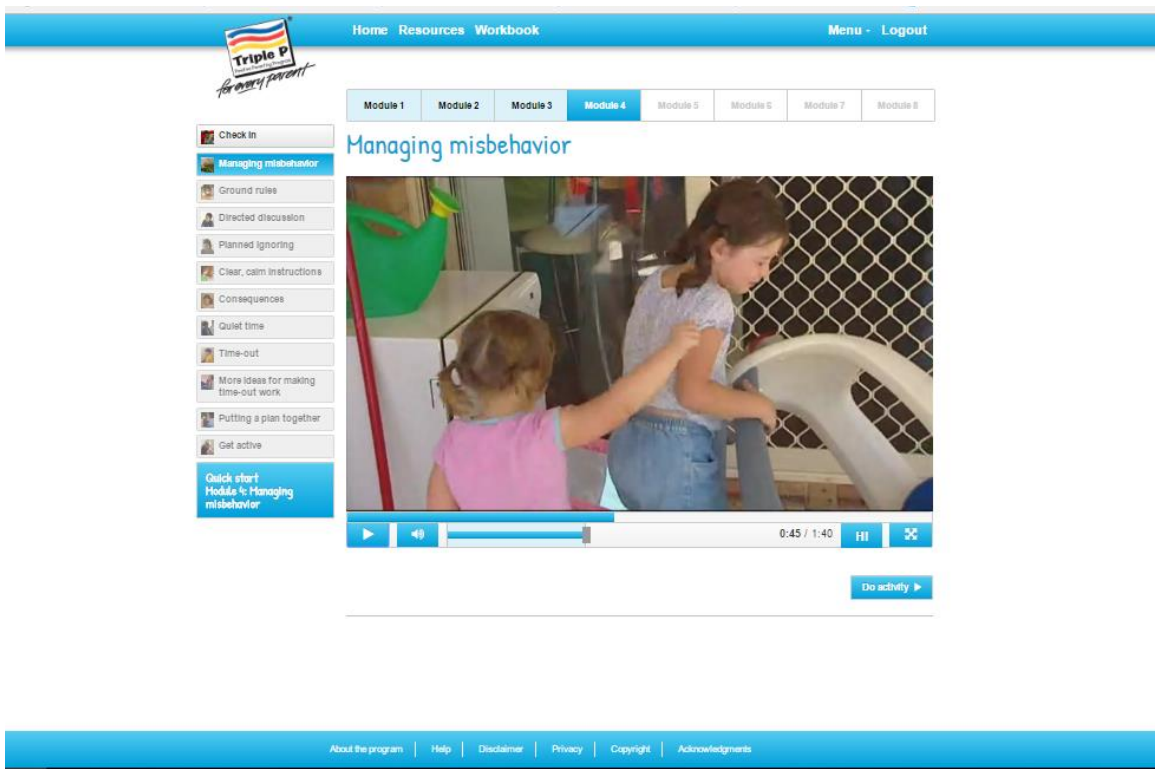 Home Resources Workbook
Menu - Logout
Triple P
for every parent
Module 1 Module 2 Module 3 Module 4 Module 5 Module 6 Module 7 Module 8
Check in
Managing misbehavior
Ground rules
Directed discussion
Planned ignoring
Clear, calm instructions
Consequences
Quiet time
Time-out
More ideas for making
time-out work
Putting a plan together
Get active
Quick start
Module 4: Managing
misbehavior
Managing misbehavior
0:45 / 1:40
HI
Do activity
About the program
Help
Disclaimer
Privacy
Copyright
Acknowledgments